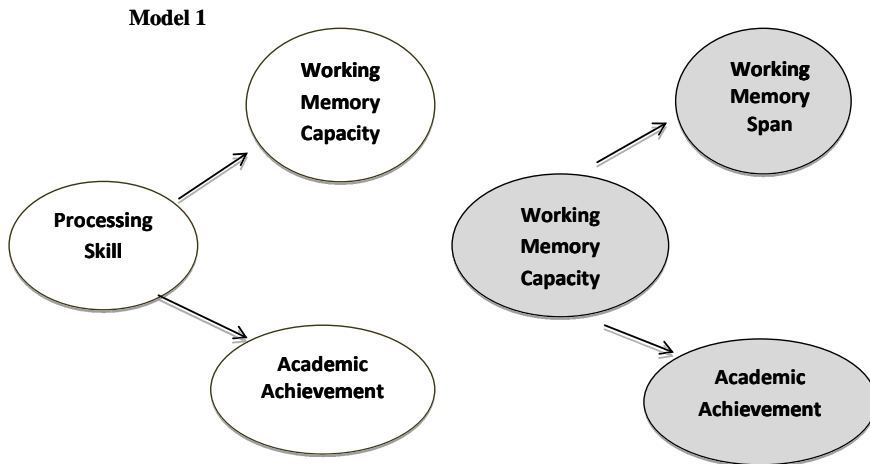 Model 1
Working
Memory
Capacity
Processing
Skill
Academic
Achievement
Working
Memory
Span
Working
Memory
Capacity
Academic
Achievement